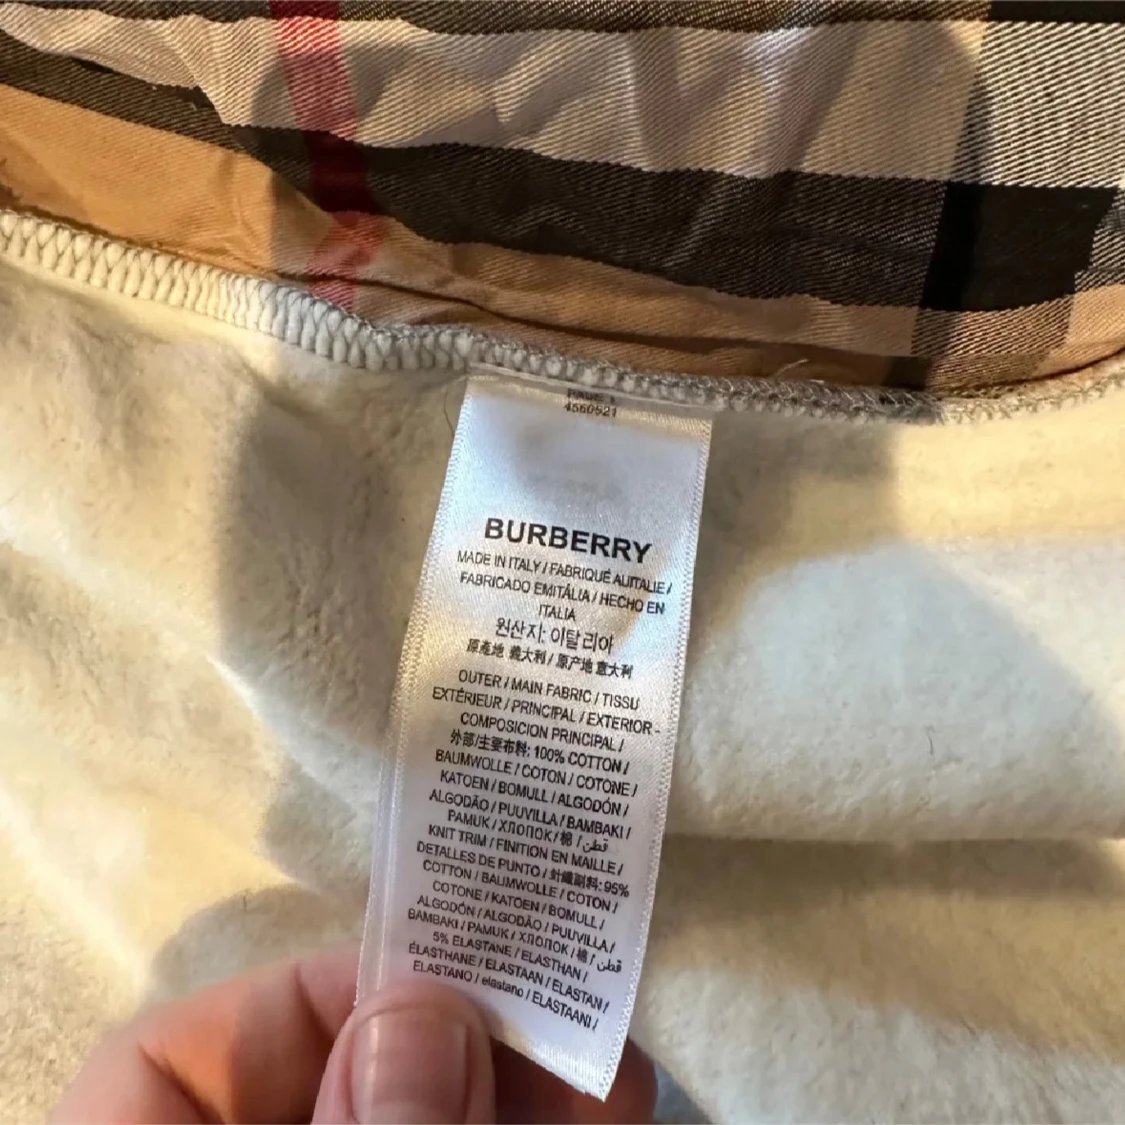 PAGE 1
4560521
BURBERRY
MADE IN ITALY / FABRIQUÉ AUITALIE /
FABRICADO EMITÁLIA / HECHO EN
ITALIA
원산지: 이탈리아
原產地 義大利 / 原产地 意大利
OUTER / MAIN FABRIC / TISSU
EXTÉRIEUR / PRINCIPAL / EXTERIOR -
COMPOSICION PRINCIPAL /
外部/主要布料: 100% COTTON /
BAUMWOLLE / COTON / COTONE /
KATOEN / BOMULL / ALGODÓN /
ALGODÃO / PUUVILLA / BAMBAKI /
PAMUK / ХЛОПОК / 棉 / قطن /
KNIT TRIM / FINITION EN MAILLE /
DETALLES DE PUNTO / 針織副料: 95%
COTTON / BAUMWOLLE / COTON /
COTONE / KATOEN / BOMULL /
ALGODÓN / ALGODÃO / PUUVILLA /
BAMBAKI / PAMUK / ХЛОПОК / 棉 / قطن
5% ELASTANE / ELASTHAN /
ÉLASTHANE / ELASTAAN / ELASTAN /
ELASTANO / elastano / ELASTAANI /